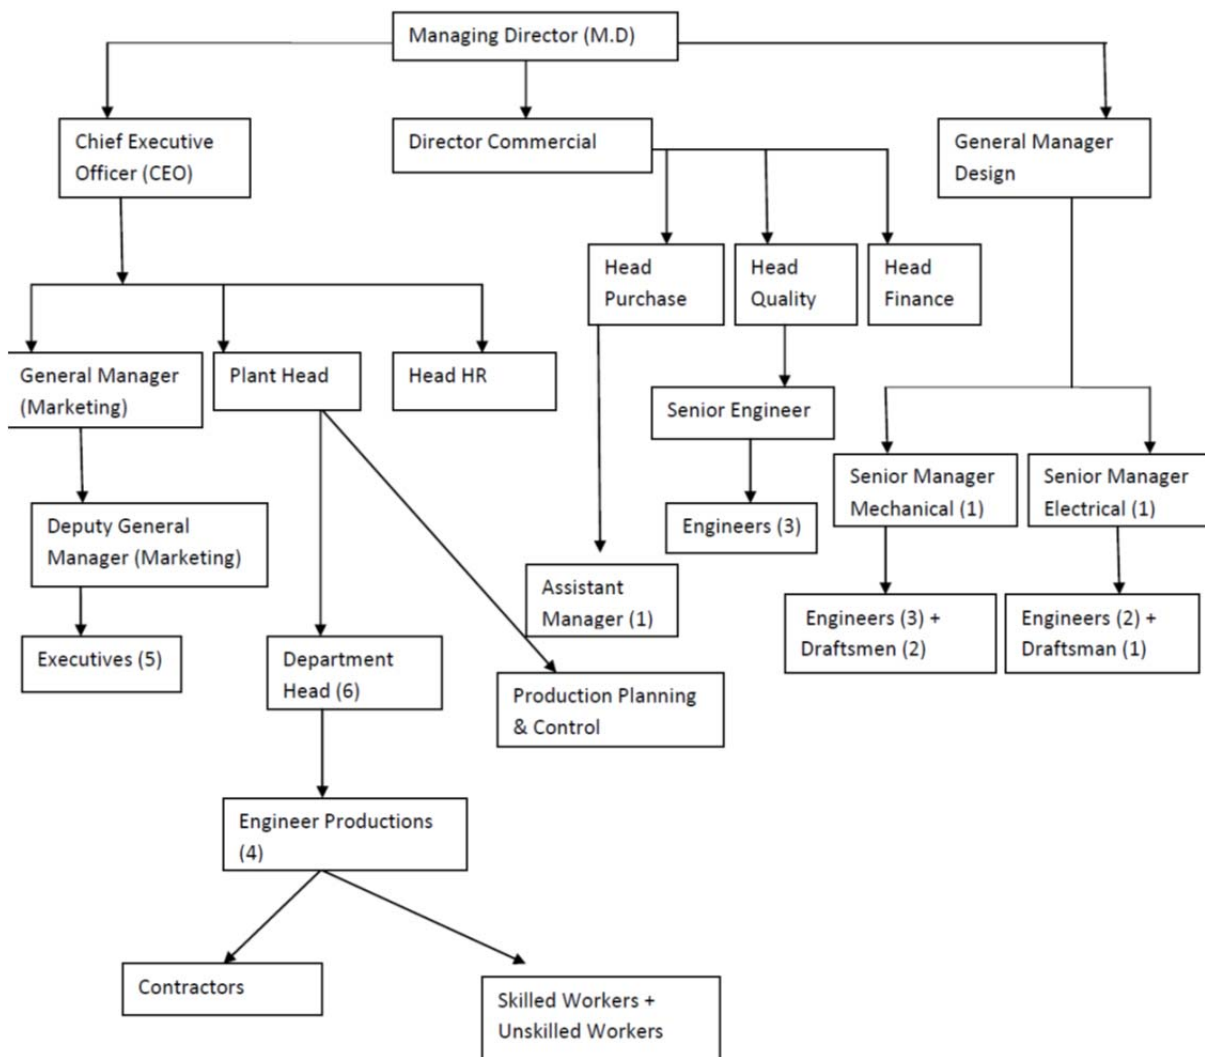 Managing Director (M.D)
Chief Executive
Officer (CEO)
Director Commercial
General Manager
Design
Head
Purchase
Head
Quality
Head
Finance
General Manager
(Marketing)
Plant Head
Head HR
Senior Engineer
Senior Manager
Mechanical (1)
Senior Manager
Electrical (1)
Deputy General
Manager (Marketing)
Engineers (3)
Assistant
Manager (1)
Engineers (3) +
Draftsmen (2)
Engineers (2) +
Draftsman (1)
Executives (5)
Department
Head (6)
Production Planning
& Control
Engineer Productions
(4)
Contractors
Skilled Workers +
Unskilled Workers